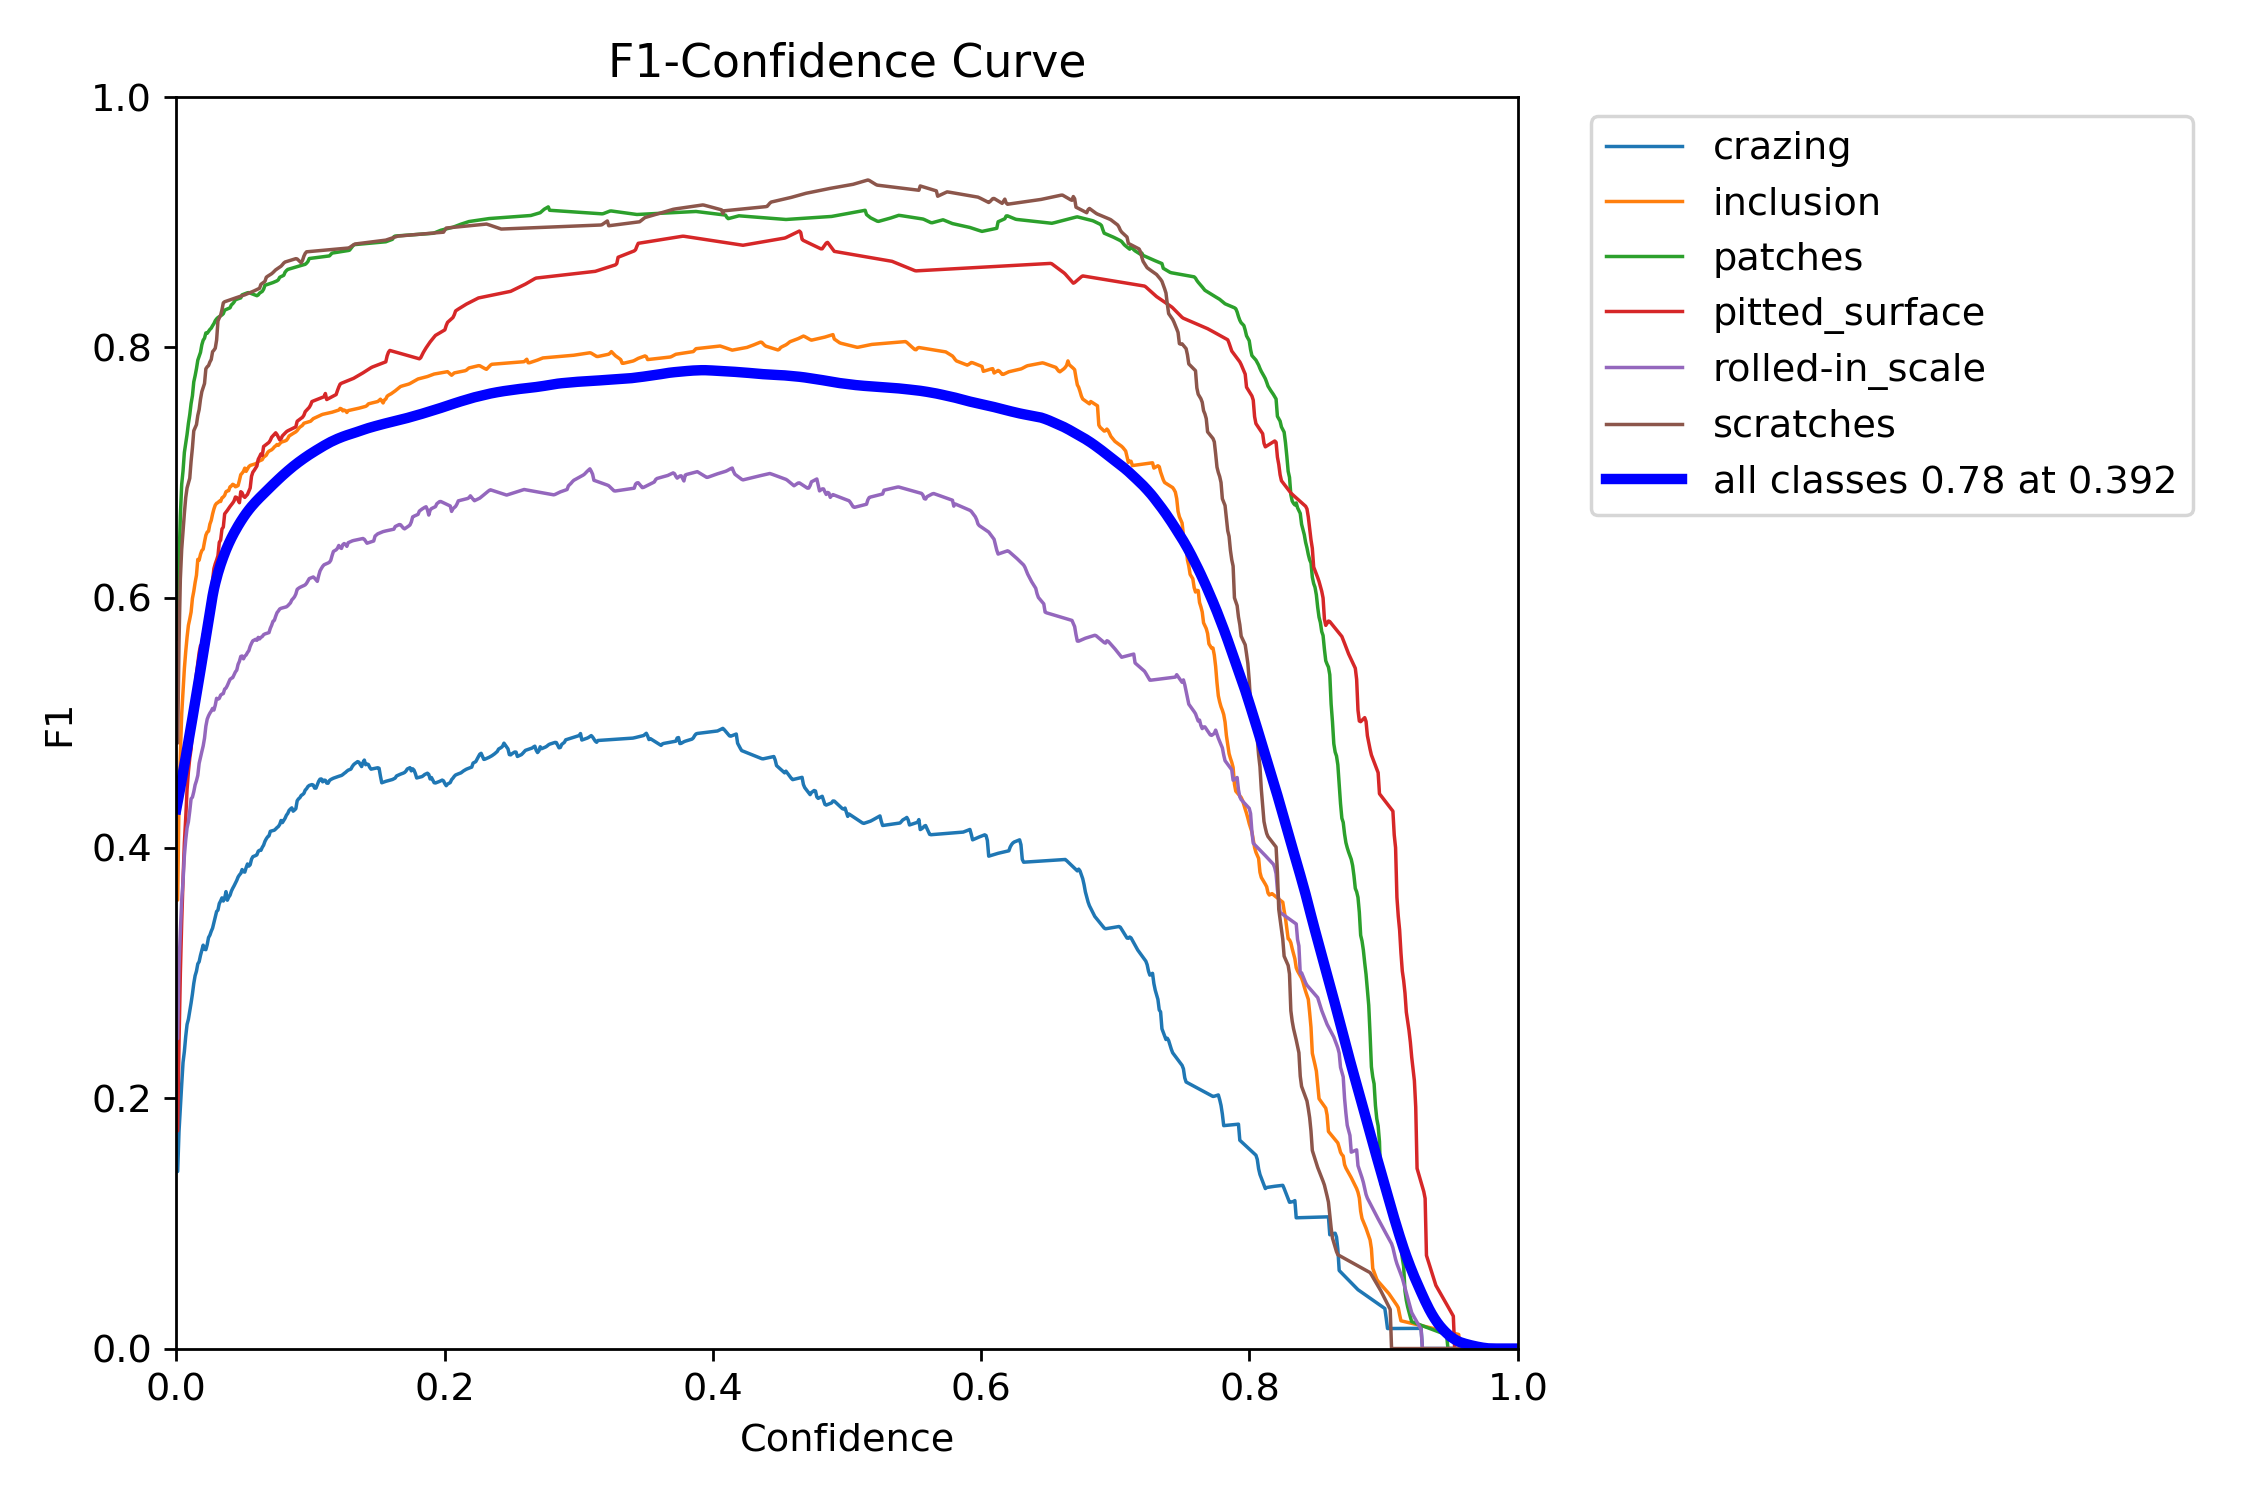 F1-Confidence Curve
1.0
0.8
0.6
0.4
0.2
0.0
F1
0.0 0.2 0.4 0.6 0.8 1.0
Confidence
crazing
inclusion
patches
pitted_surface
rolled-in_scale
scratches
all classes 0.78 at 0.392